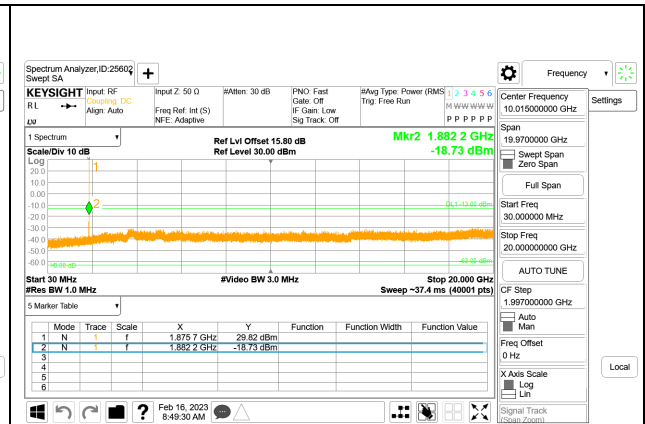 Spectrum Analyzer,ID:25602
Swept SA
+
Frequency
KEYSIGHT Input: RF Input Z: 50 Ω #Atten: 30 dB PNO: Fast #Avg Type: Power (RMS 1 2 3 4 5 6
RL Coupling: DC Gate: Off Trig: Free Run M W W W W W
Align: Auto Freq Ref: Int (S) IF Gain: Low
NFE: Adaptive Sig Track: Off P P P P P P
1 Spectrum
Ref Lvl Offset 15.80 dB Mkr2 1.882 2 GHz
Scale/Div 10 dB Ref Level 30.00 dBm -18.73 dBm
Log
1
20.0
10.0
0.00
2
-10.0
DL1 -13.00 dBm
-20.0
-30.0
-40.0
-50.0
-60.0
Start 30 MHz #Video BW 3.0 MHz Stop 20.000 GHz
#Res BW 1.0 MHz Sweep ~37.4 ms (40001 pts)
5 Marker Table
Mode Trace Scale X Y Function Function Width Function Value
1 N 1 f 1.875 7 GHz 29.82 dBm
2 N 1 f 1.882 2 GHz -18.73 dBm
3
4
5
6
Feb 16, 2023
8:49:30 AM
?
Center Frequency
10.015000000 GHz
Settings
Span
19.9700000 GHz
Swept Span
Zero Span
Full Span
Start Freq
30.000000 MHz
Stop Freq
20.000000000 GHz
AUTO TUNE
CF Step
1.997000000 GHz
Auto
Man
Freq Offset
0 Hz
X Axis Scale
Log
Lin
Local
Signal Track
(Span Zoom)